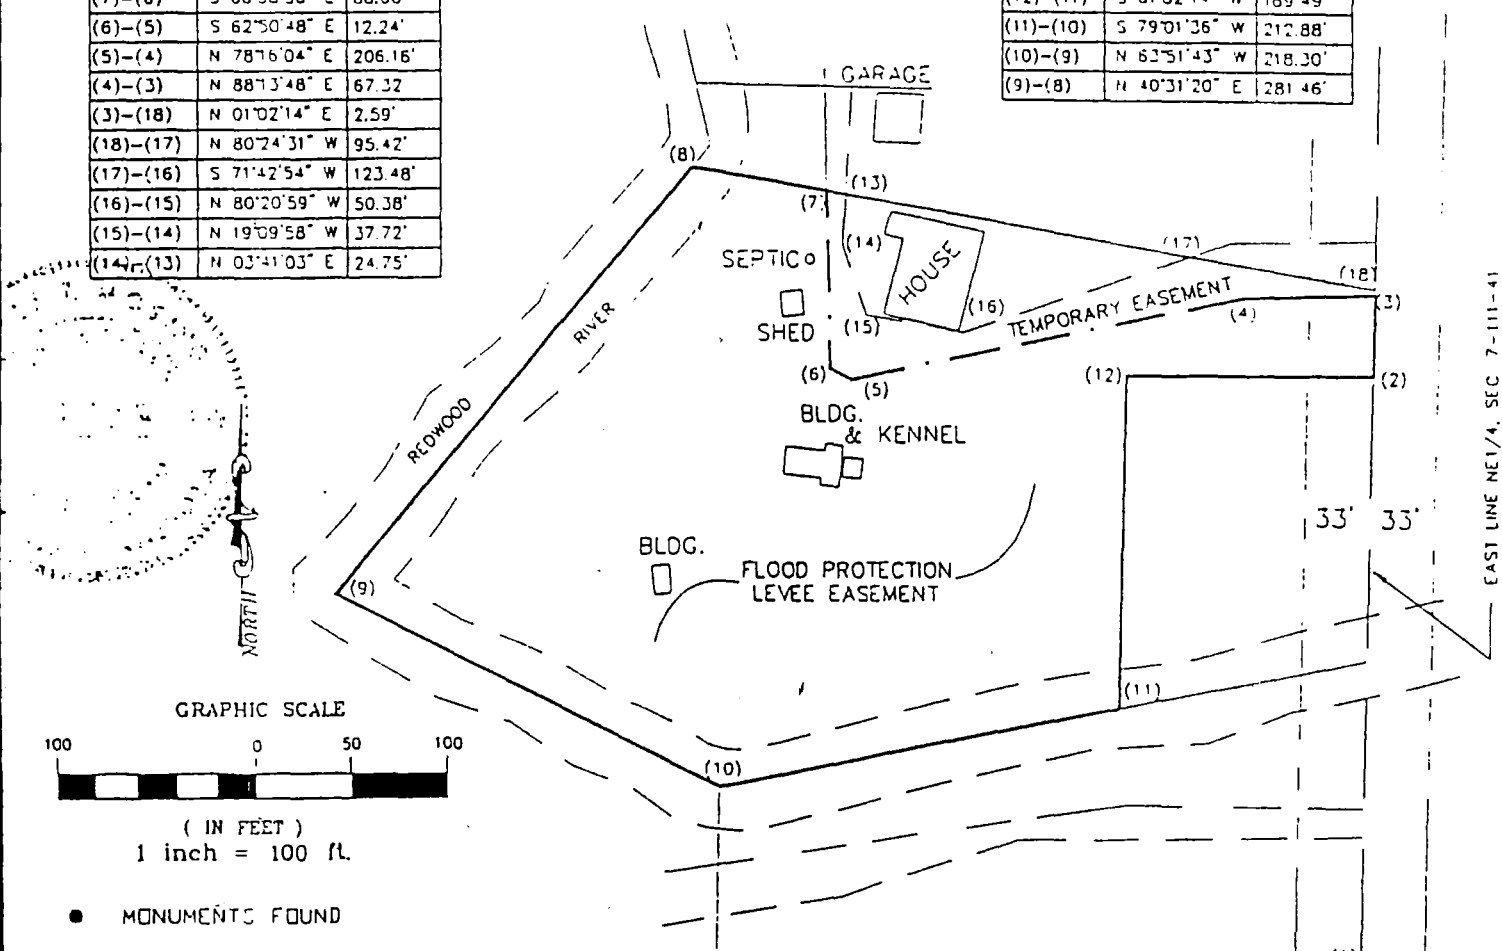 (6)-(5) S 62°50'48" E 12.24'
(5)-(4) N 78°16'04" E 206.16'
(4)-(3) N 88°13'48" E 67.32
(3)-(18) N 01°02'14" E 2.59'
(18)-(17) N 80°24'31" W 95.42'
(17)-(16) S 71°42'54" W 123.48'
(16)-(15) N 80°20'59" W 50.38'
(15)-(14) N 19°09'58" W 37.72'
(14)-(13) N 03°41'03" E 24.75'
(11)-(10) S 79°01'36" W 212.88'
(10)-(9) N 63°51'43" W 218.30'
(9)-(8) N 40°31'20" E 281.46'
GARAGE
(8)
(13)
(7)
(14)
(17)
SEPTIC
HOUSE
(18)
TEMPORARY EASEMENT
(3)
(16)
(4)
SHED
(15)
RIVER
(6)
(5)
(12)
(2)
BLDG.
& KENNEL
REDWOOD
EAST LINE NE1/4, SEC 7-111-41
33' 33'
BLDG.
FLOOD PROTECTION
LEVEE EASEMENT
(9)
NORTH
(11)
(10)
GRAPHIC SCALE
100 0 50 100
( IN FEET )
1 inch = 100 ft.
MONUMENTS FOUND